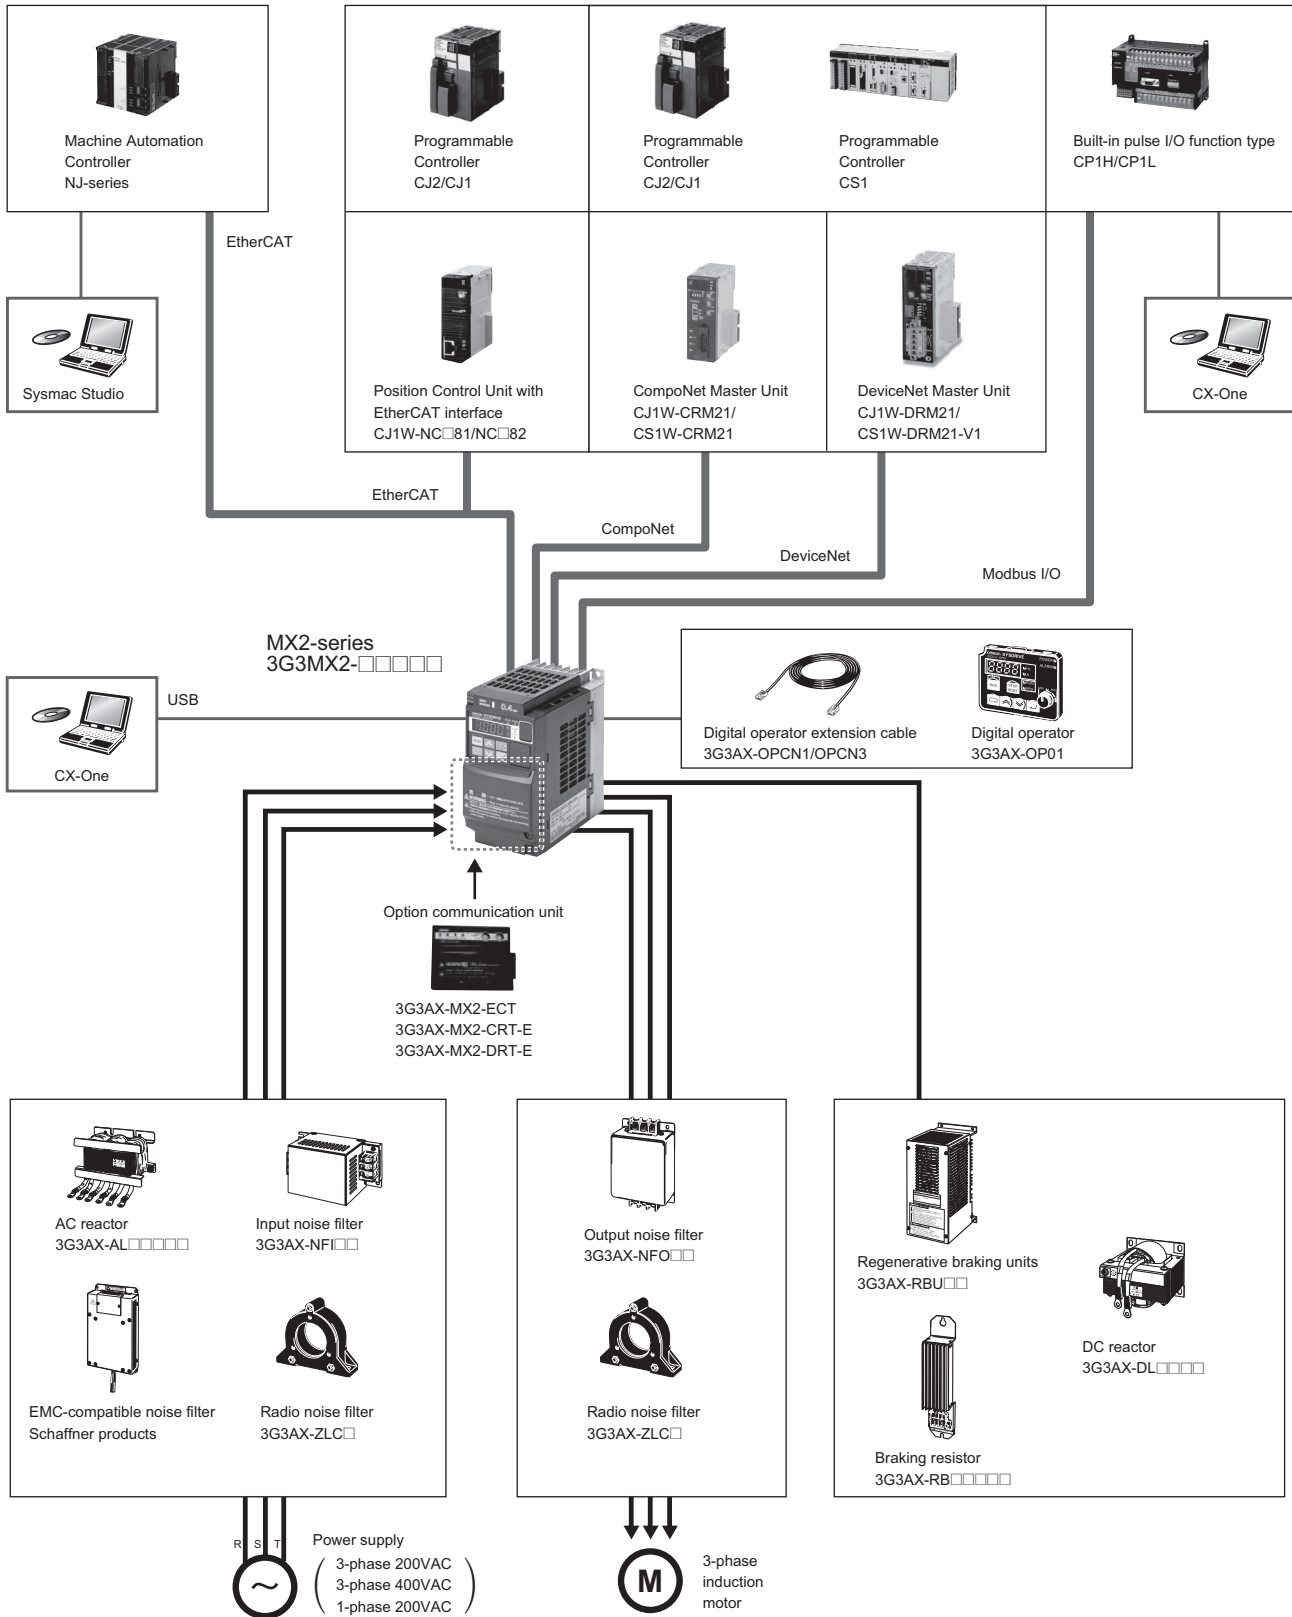 Machine Automation
Controller
NJ-series
Programmable
Controller
CJ2/CJ1
Programmable
Controller
CJ2/CJ1
Programmable
Controller
CS1
Built-in pulse I/O function type
CP1H/CP1L
EtherCAT
Sysmac Studio
Position Control Unit with
EtherCAT interface
CJ1W-NC□81/NC□82
CompoNet Master Unit
CJ1W-CRM21/
CS1W-CRM21
DeviceNet Master Unit
CJ1W-DRM21/
CS1W-DRM21-V1
CX-One
EtherCAT
CompoNet
DeviceNet
Modbus I/O
MX2-series
3G3MX2-□□□□□
USB
CX-One
Digital operator extension cable
3G3AX-OPCN1/OPCN3
Digital operator
3G3AX-OP01
Option communication unit
3G3AX-MX2-ECT
3G3AX-MX2-CRT-E
3G3AX-MX2-DRT-E
AC reactor
3G3AX-AL□□□□□
Input noise filter
3G3AX-NFI□□
Output noise filter
3G3AX-NFO□□
Regenerative braking units
3G3AX-RBU□□
DC reactor
3G3AX-DL□□□□
EMC-compatible noise filter
Schaffner products
Radio noise filter
3G3AX-ZLC□
Radio noise filter
3G3AX-ZLC□
Braking resistor
3G3AX-RB□□□□□
R S T
Power supply
3-phase 200VAC
3-phase 400VAC
1-phase 200VAC
M
3-phase
induction
motor